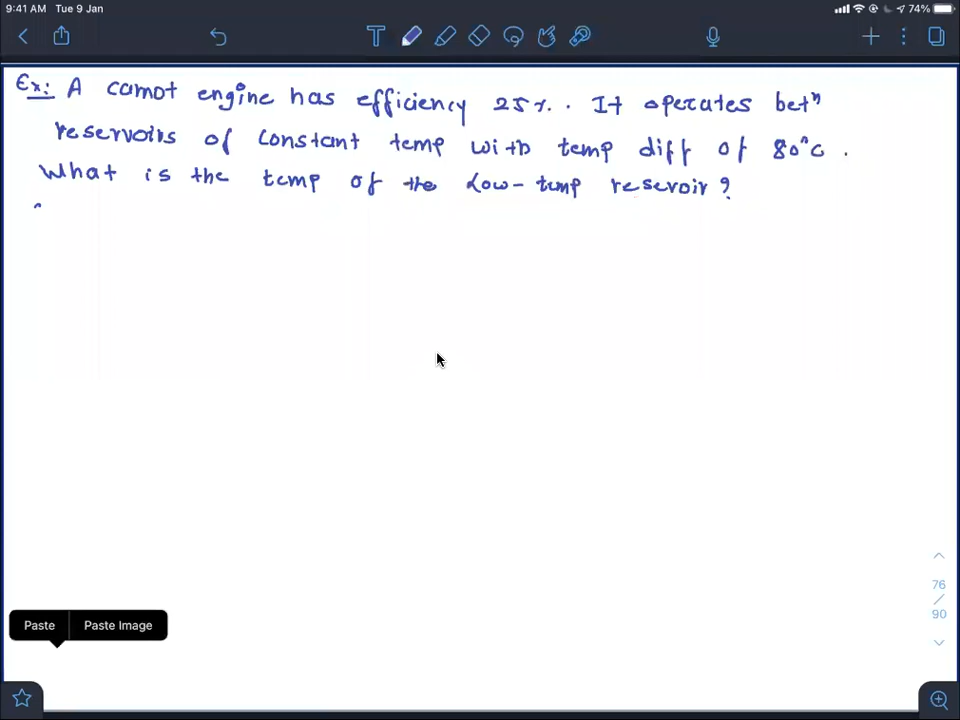 9:41 AM Tue 9 Jan
74%
T
Ex: A carnot engine has efficiency 25%. It operates betⁿ
reservoirs of constant temp with temp diff of 80°C.
What is the temp of the Low-temp reservoir?
76
/
90
Paste Paste Image